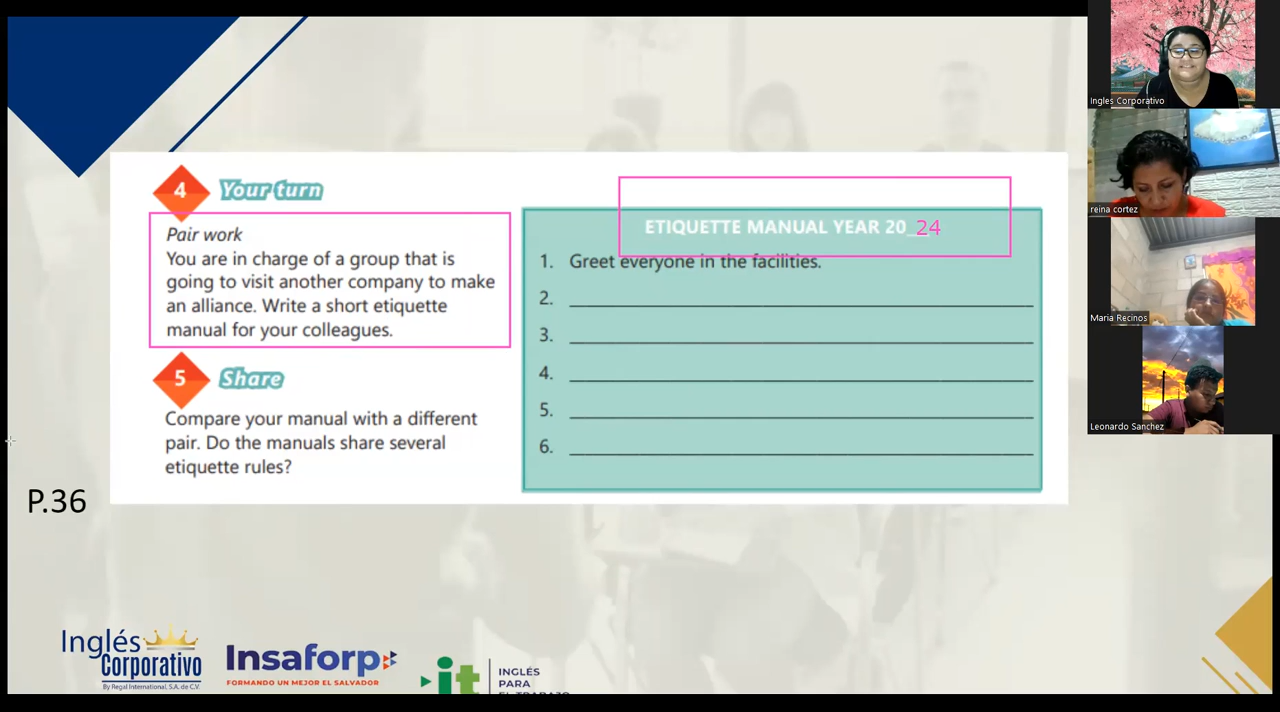 4 Your turn
Pair work
You are in charge of a group that is
going to visit another company to make
an alliance. Write a short etiquette
manual for your colleagues.
5 Share
Compare your manual with a different
pair. Do the manuals share several
etiquette rules?
P.36
ETIQUETTE MANUAL YEAR 20_24
1. Greet everyone in the facilities.
2.
3.
4.
5.
6.
Inglés
Corporativo
By Regal International, S.A. de C.V.
Insaforp
FORMANDO UN MEJOR EL SALVADOR
it
INGLÉS
PARA
EL TRABAJO
Ingles Corporativo
reina cortez
Maria Recinos
Leonardo Sanchez